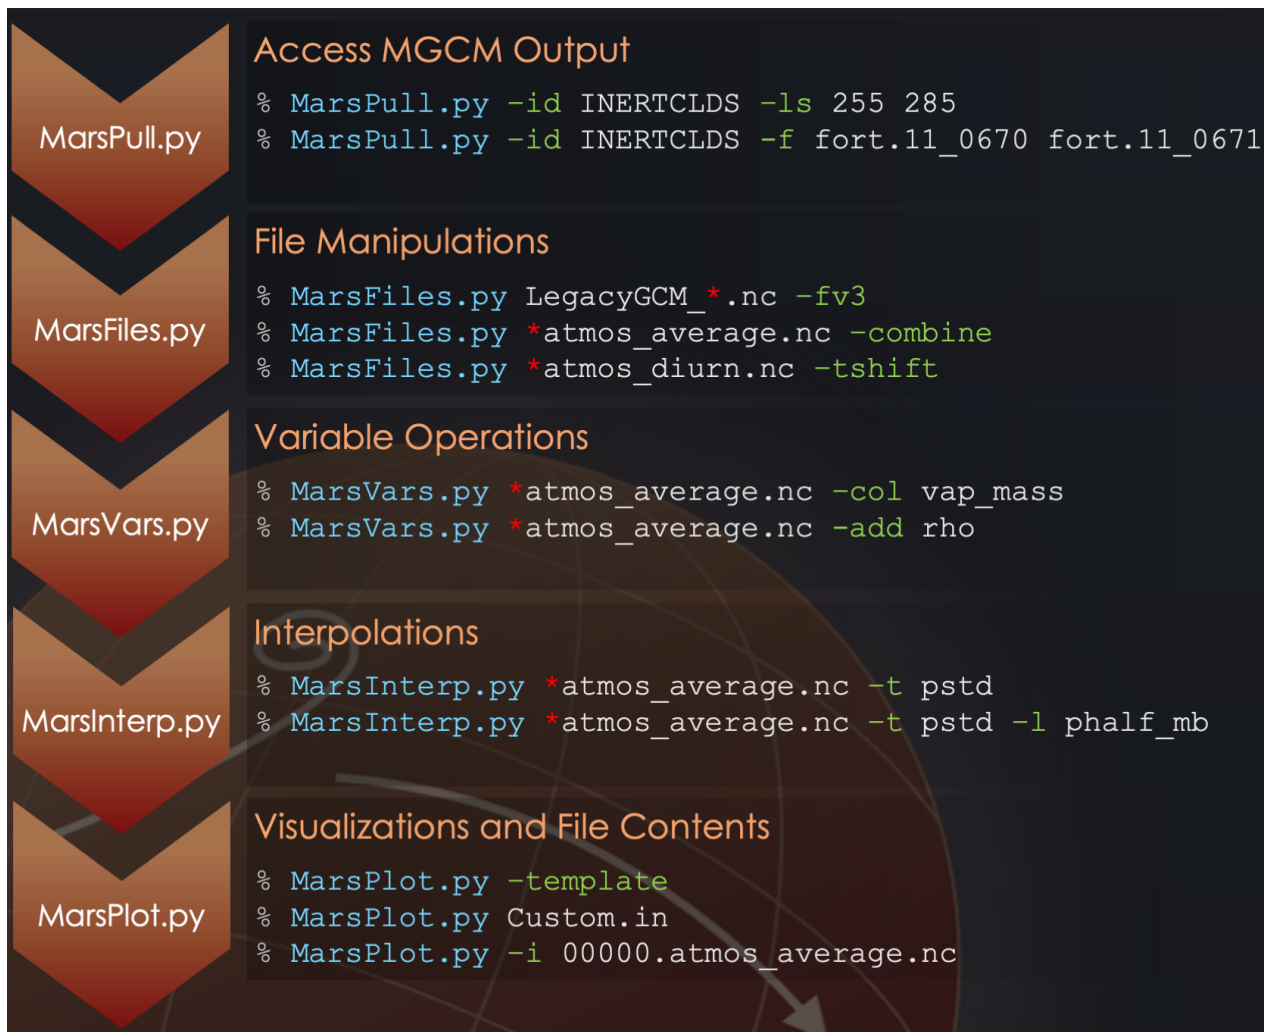 MarsPull.py
Access MGCM Output
% MarsPull.py -id INERTCLDS -ls 255 285
% MarsPull.py -id INERTCLDS -f fort.11_0670 fort.11_0671
MarsFiles.py
File Manipulations
% MarsFiles.py LegacyGCM_*.nc -fv3
% MarsFiles.py *atmos_average.nc -combine
% MarsFiles.py *atmos_diurn.nc -tshift
MarsVars.py
Variable Operations
% MarsVars.py *atmos_average.nc -col vap_mass
% MarsVars.py *atmos_average.nc -add rho
MarsInterp.py
Interpolations
% MarsInterp.py *atmos_average.nc -t pstd
% MarsInterp.py *atmos_average.nc -t pstd -l phalf_mb
MarsPlot.py
Visualizations and File Contents
% MarsPlot.py -template
% MarsPlot.py Custom.in
% MarsPlot.py -i 00000.atmos_average.nc